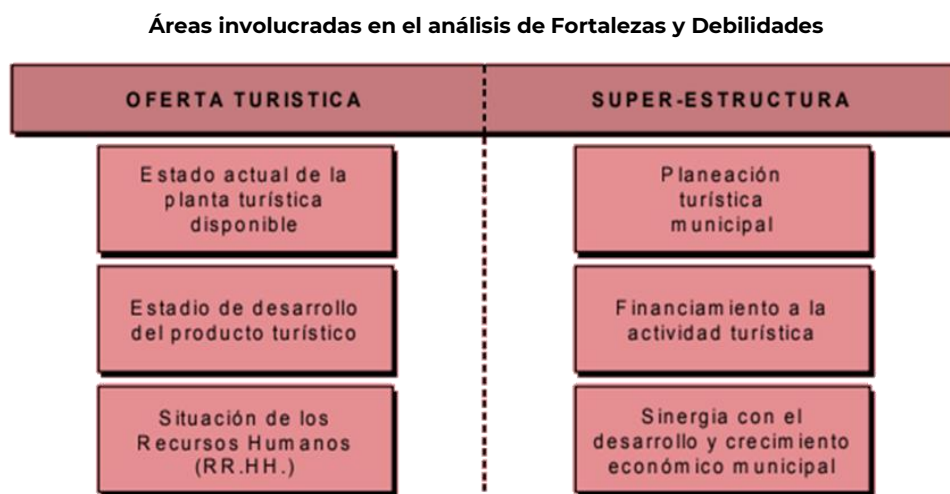 Áreas involucradas en el análisis de Fortalezas y Debilidades
OFERTA TURISTICA
SUPER-ESTRUCTURA
Estado actual de la
planta turística
disponible
Planeación
turística
municipal
Estadio de desarrollo
del producto turístico
Financiamiento a la
actividad turística
Situación de los
Recursos Humanos
(RR.HH.)
Sinergia con el
desarrollo y crecimiento
económico municipal